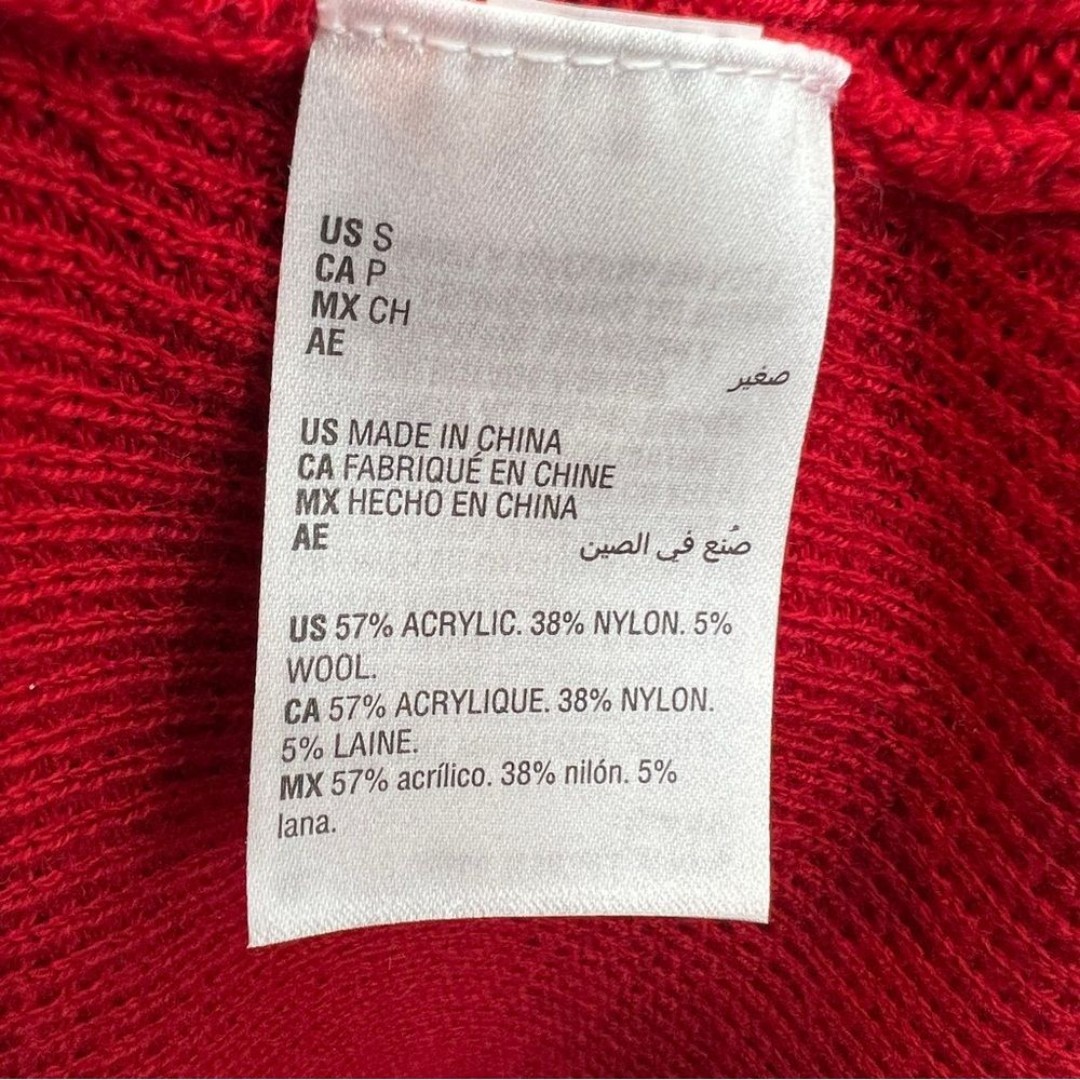 US S
CA P
MX CH
AE
صغير
US MADE IN CHINA
CA FABRIQUÉ EN CHINE
MX HECHO EN CHINA
AE صُنع في الصين
US 57% ACRYLIC. 38% NYLON. 5%
WOOL.
CA 57% ACRYLIQUE. 38% NYLON.
5% LAINE.
MX 57% acrílico. 38% nilón. 5%
lana.